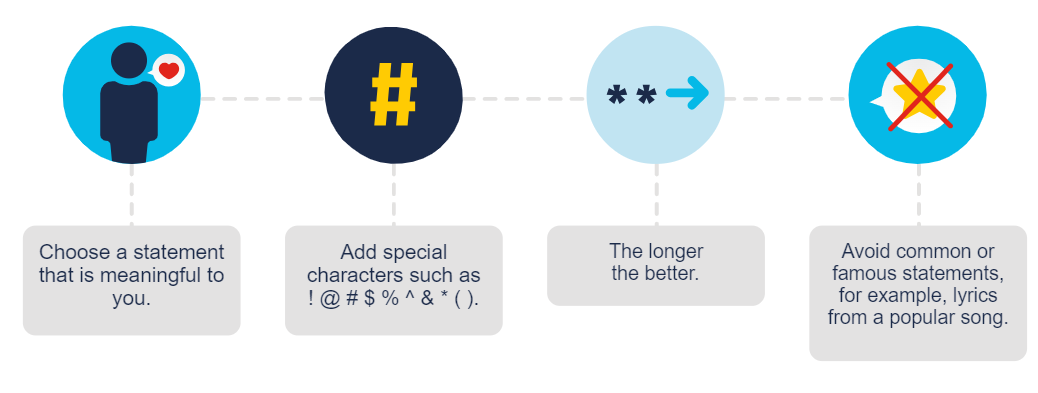 #
**
Choose a statement
that is meaningful to
you.
Add special
characters such as
! @ # $ % ^ & * ( ).
The longer
the better.
Avoid common or
famous statements,
for example, lyrics
from a popular song.